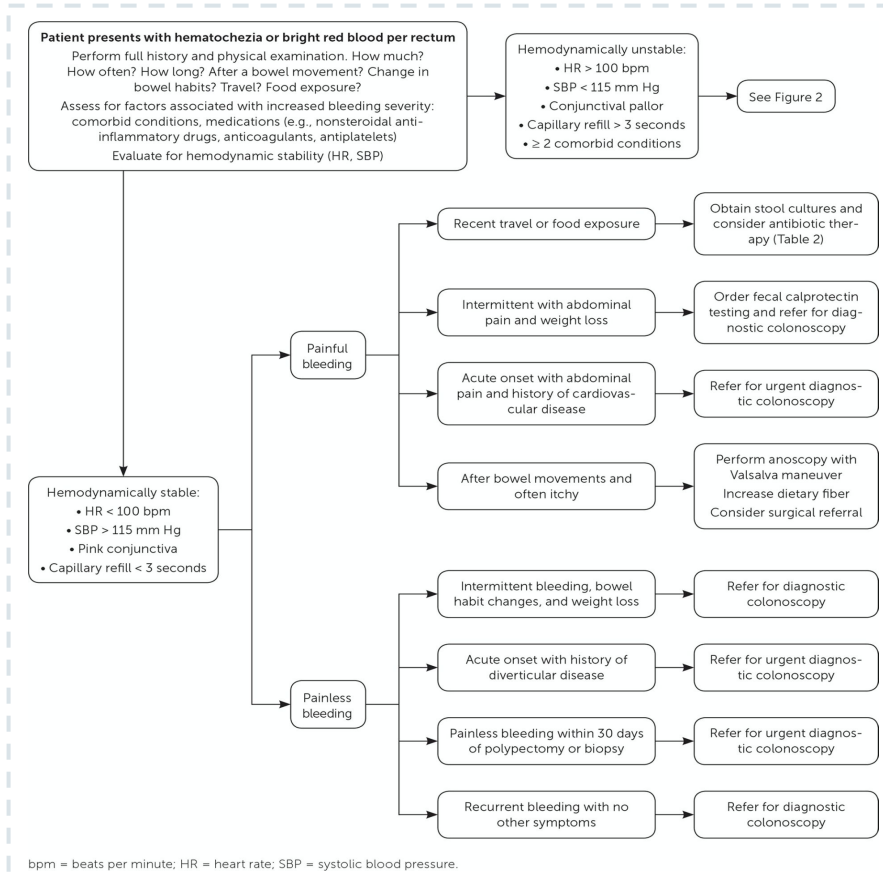 Patient presents with hematochezia or bright red blood per rectum
Perform full history and physical examination. How much?
How often? How long? After a bowel movement? Change in
bowel habits? Travel? Food exposure?
Assess for factors associated with increased bleeding severity:
comorbid conditions, medications (e.g., nonsteroidal anti-
inflammatory drugs, anticoagulants, antiplatelets)
Evaluate for hemodynamic stability (HR, SBP)
Hemodynamically unstable:
• HR > 100 bpm
• SBP < 115 mm Hg
• Conjunctival pallor
• Capillary refill > 3 seconds
• ≥ 2 comorbid conditions
See Figure 2
Hemodynamically stable:
• HR < 100 bpm
• SBP > 115 mm Hg
• Pink conjunctiva
• Capillary refill < 3 seconds
Painful
bleeding
Recent travel or food exposure
Obtain stool cultures and
consider antibiotic ther-
apy (Table 2)
Intermittent with abdominal
pain and weight loss
Order fecal calprotectin
testing and refer for diag-
nostic colonoscopy
Acute onset with abdominal
pain and history of cardiovas-
cular disease
Refer for urgent diagnos-
tic colonoscopy
After bowel movements and
often itchy
Perform anoscopy with
Valsalva maneuver
Increase dietary fiber
Consider surgical referral
Painless
bleeding
Intermittent bleeding, bowel
habit changes, and weight loss
Refer for diagnostic
colonoscopy
Acute onset with history of
diverticular disease
Refer for urgent diagnos-
tic colonoscopy
Painless bleeding within 30 days
of polypectomy or biopsy
Refer for urgent diagnos-
tic colonoscopy
Recurrent bleeding with no
other symptoms
Refer for diagnostic
colonoscopy
bpm = beats per minute; HR = heart rate; SBP = systolic blood pressure.